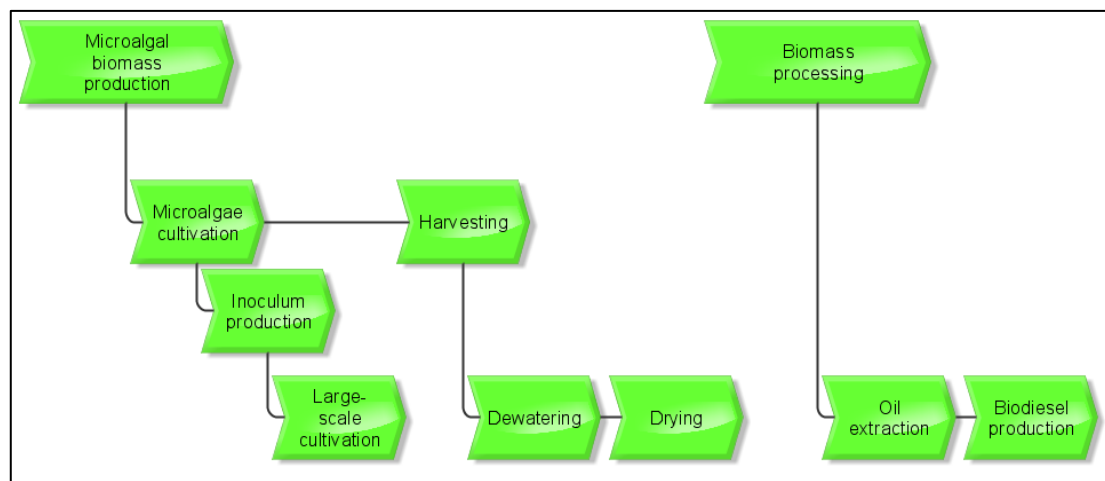 Microalgal
biomass
production
Biomass
processing
Microalgae
cultivation
Harvesting
Inoculum
production
Large-
scale
cultivation
Dewatering
Drying
Oil
extraction
Biodiesel
production